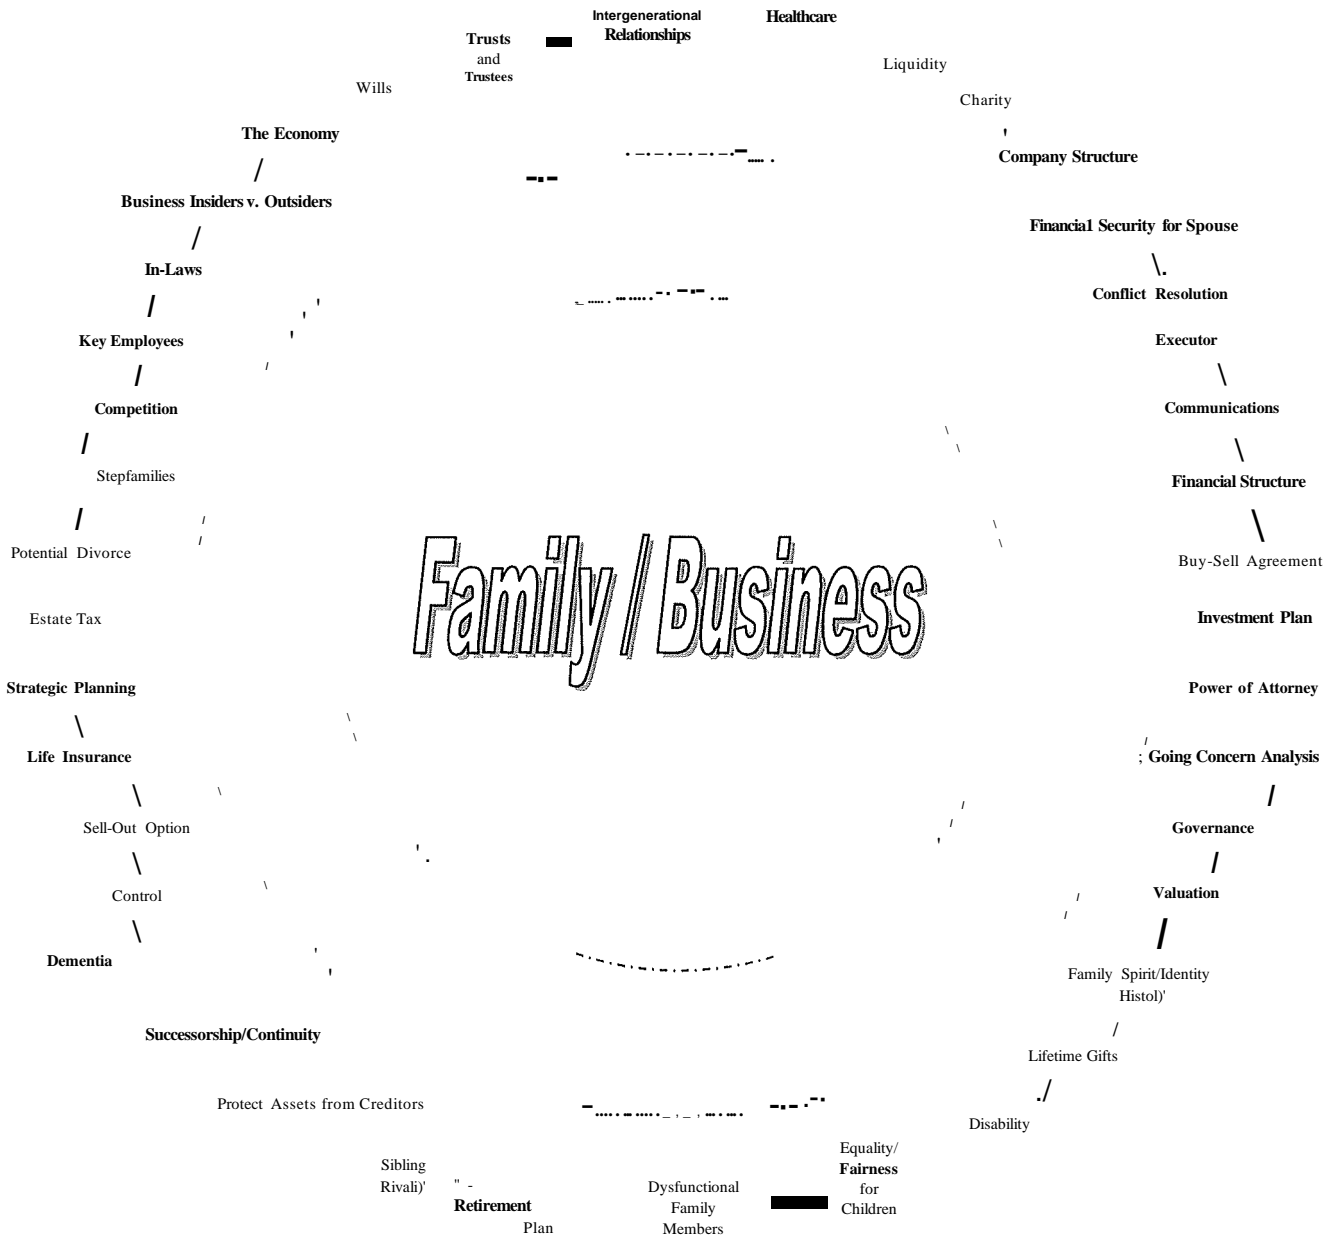 Intergenerational
Relationships
Healthcare
Trusts
and
Trustees
Liquidity
Wills
Charity
The Economy
Company Structure
Business Insiders v. Outsiders
Financia1 Security for Spouse
In-Laws
Conflict Resolution
Key Employees
Executor
Competition
Communications
Stepfamilies
Financial Structure
Potential Divorce
Family / Business
Buy-Sell Agreement
Estate Tax
Investment Plan
Strategic Planning
Power of Attorney
Life Insurance
; Going Concern Analysis
Sell-Out Option
Governance
Control
Valuation
Dementia
Family Spirit/Identity
Histol)'
Successorship/Continuity
Lifetime Gifts
Protect Assets from Creditors
Disability
Sibling
Rivali)'
" -
Retirement
Plan
Dysfunctional
Family
Members
Equality/
Fairness
for
Children